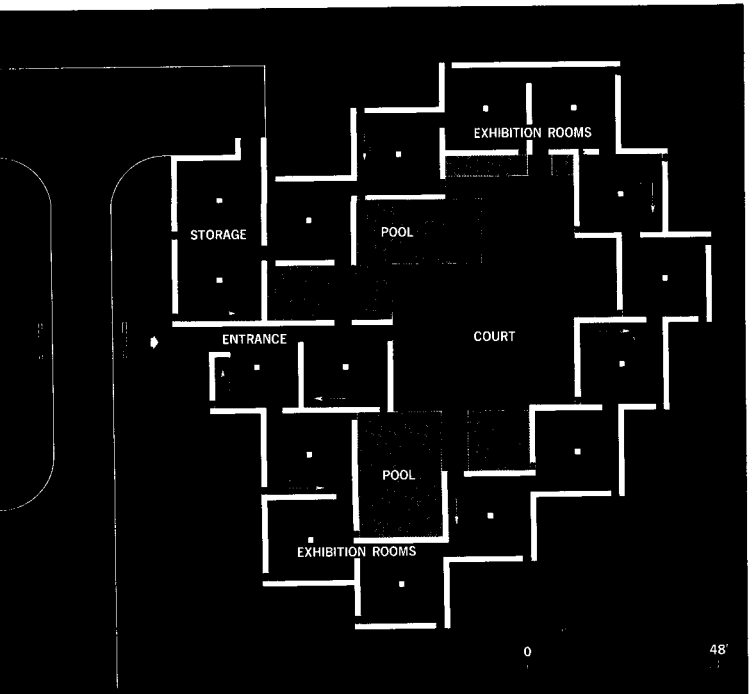 EXHIBITION ROOMS
STORAGE
POOL
ENTRANCE
COURT
POOL
EXHIBITION ROOMS
0 48'